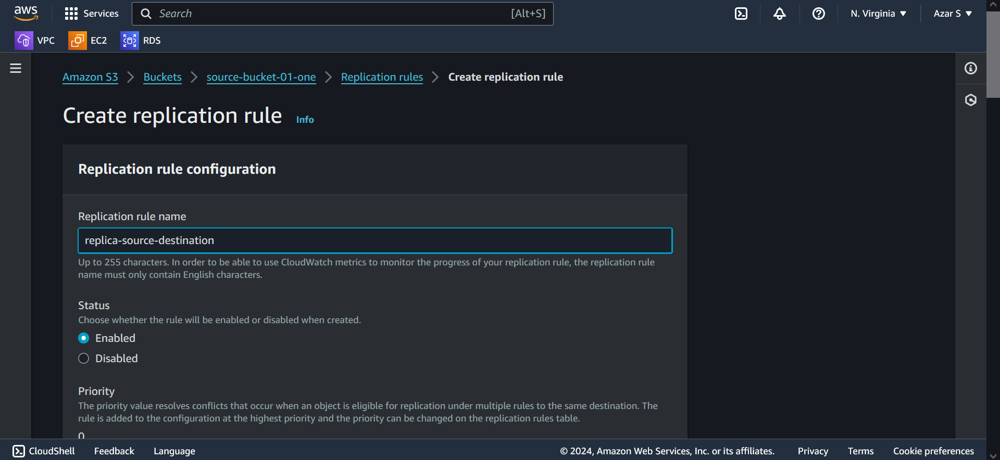 aws
Services
Search
[Alt+S]
N. Virginia
Azar S
VPC
EC2
RDS
Amazon S3
Buckets
source-bucket-01-one
Replication rules
Create replication rule
Create replication rule
Info
Replication rule configuration
Replication rule name
replica-source-destination
Up to 255 characters. In order to be able to use CloudWatch metrics to monitor the progress of your replication rule, the replication rule
name must only contain English characters.
Status
Choose whether the rule will be enabled or disabled when created.
Enabled
Disabled
Priority
The priority value resolves conflicts that occur when an object is eligible for replication under multiple rules to the same destination. The
rule is added to the configuration at the highest priority and the priority can be changed on the replication rules table.
0
CloudShell
Feedback
Language
© 2024, Amazon Web Services, Inc. or its affiliates.
Privacy
Terms
Cookie preferences